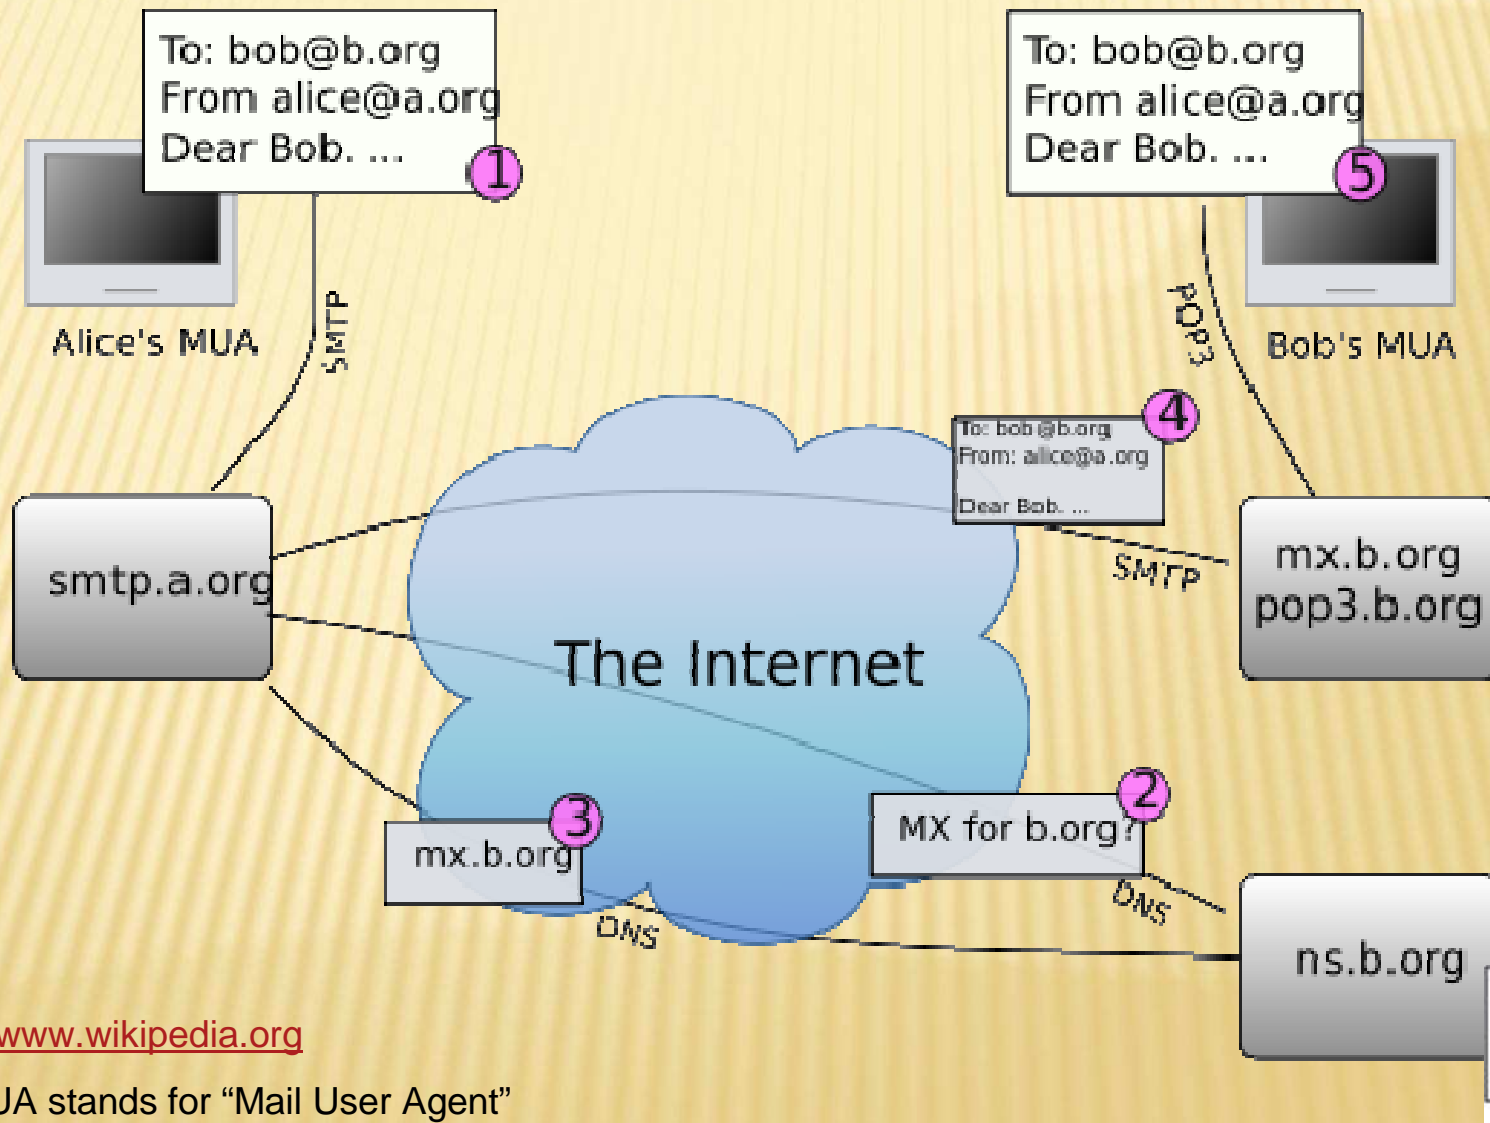 To: bob@b.org
From alice@a.org
Dear Bob. ...
1
To: bob@b.org
From alice@a.org
Dear Bob. ...
5
Alice's MUA
SMTP
POP3
Bob's MUA
4
To: bob@b.org
From: alice@a.org
Dear Bob. ...
SMTP
smtp.a.org
mx.b.org
pop3.b.org
The Internet
3
mx.b.org
DNS
2
MX for b.org?
DNS
ns.b.org
www.wikipedia.org
UA stands for “Mail User Agent”